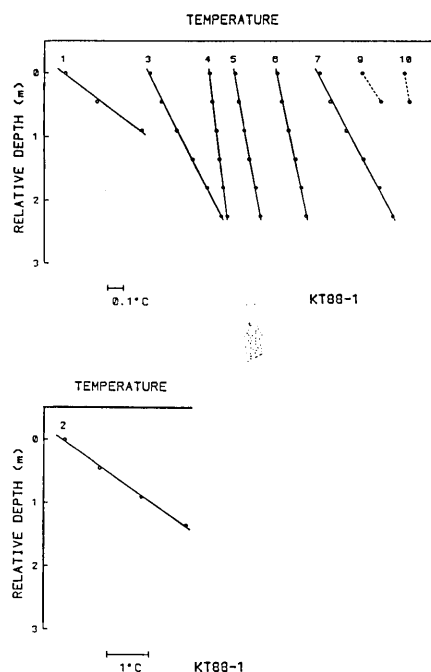 TEMPERATURE
1 3 4 5 6 7 9 10
0
1
2
3
RELATIVE DEPTH (m)
0.1°C
KT88-1
TEMPERATURE
2
0
1
2
3
RELATIVE DEPTH (m)
1°C
KT88-1